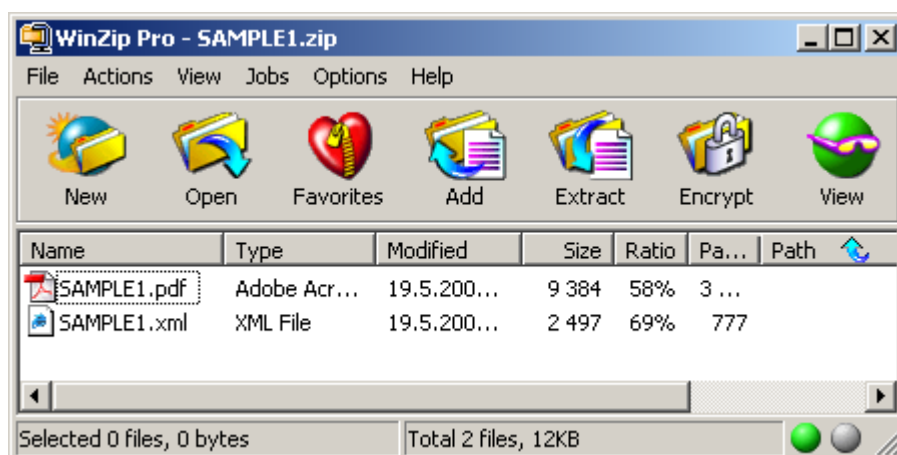 WinZip Pro - SAMPLE1.zip
File Actions View Jobs Options Help
New Open Favorites Add Extract Encrypt View
Name Type Modified Size Ratio Pa... Path
SAMPLE1.pdf Adobe Acr... 19.5.200... 9 384 58% 3 ...
SAMPLE1.xml XML File 19.5.200... 2 497 69% 777
Selected 0 files, 0 bytes Total 2 files, 12KB